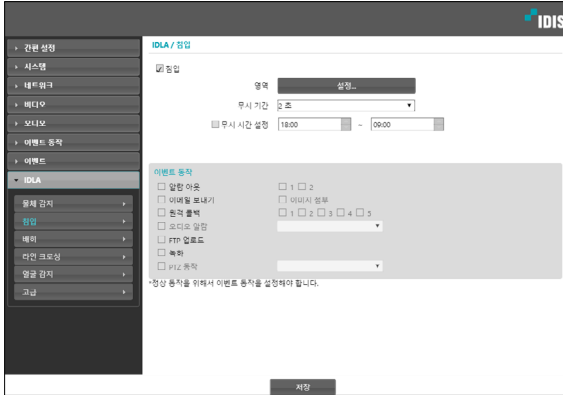 IDIS
간편 설정
시스템
네트워크
비디오
오디오
이벤트 동작
이벤트
IDLA
물체 감지
침입
배회
라인 크로싱
얼굴 감지
고급
IDLA / 침입
침입
영역 설정...
무시 기간 2 초
무시 시간 설정 18:00 ~ 09:00
이벤트 동작
알람 아웃 1 2
이메일 보내기 이미지 첨부
원격 콜백 1 2 3 4 5
오디오 알람
FTP 업로드
녹화
PTZ 동작
*정상 동작을 위해서 이벤트 동작을 설정해야 합니다.
저장